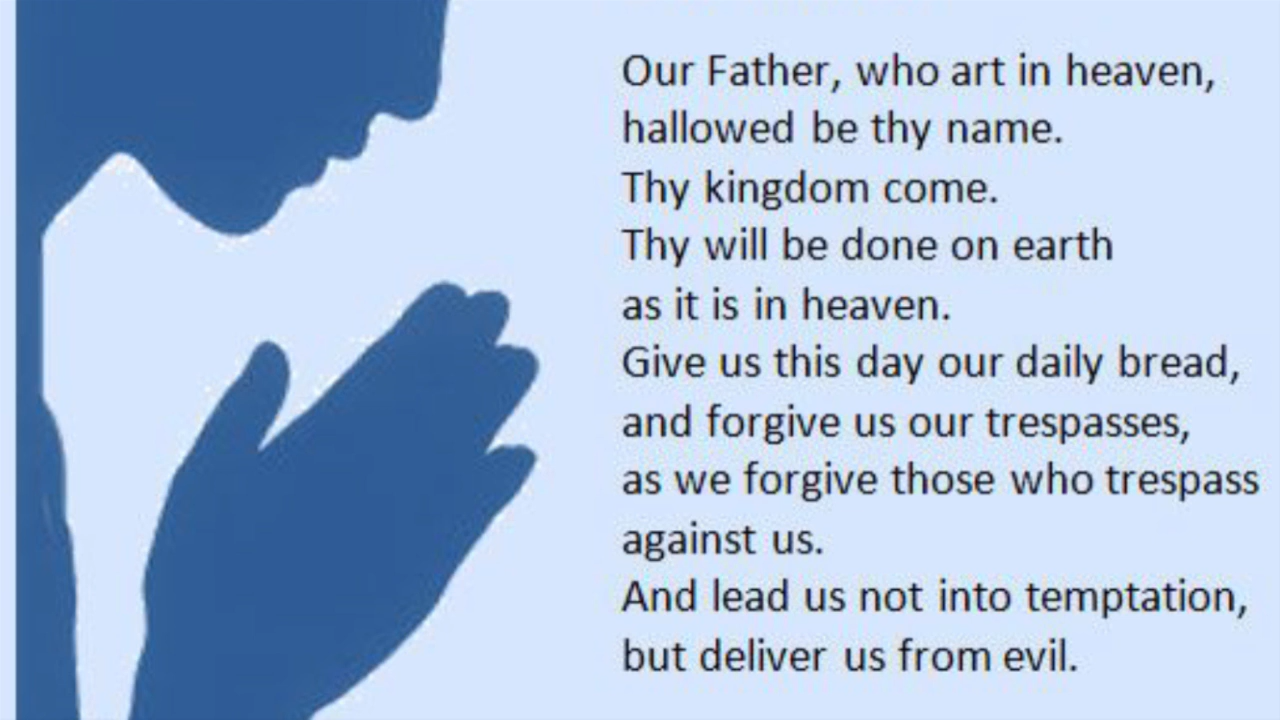 Our Father, who art in heaven,
hallowed be thy name.
Thy kingdom come.
Thy will be done on earth
as it is in heaven.
Give us this day our daily bread,
and forgive us our trespasses,
as we forgive those who trespass
against us.
And lead us not into temptation,
but deliver us from evil.